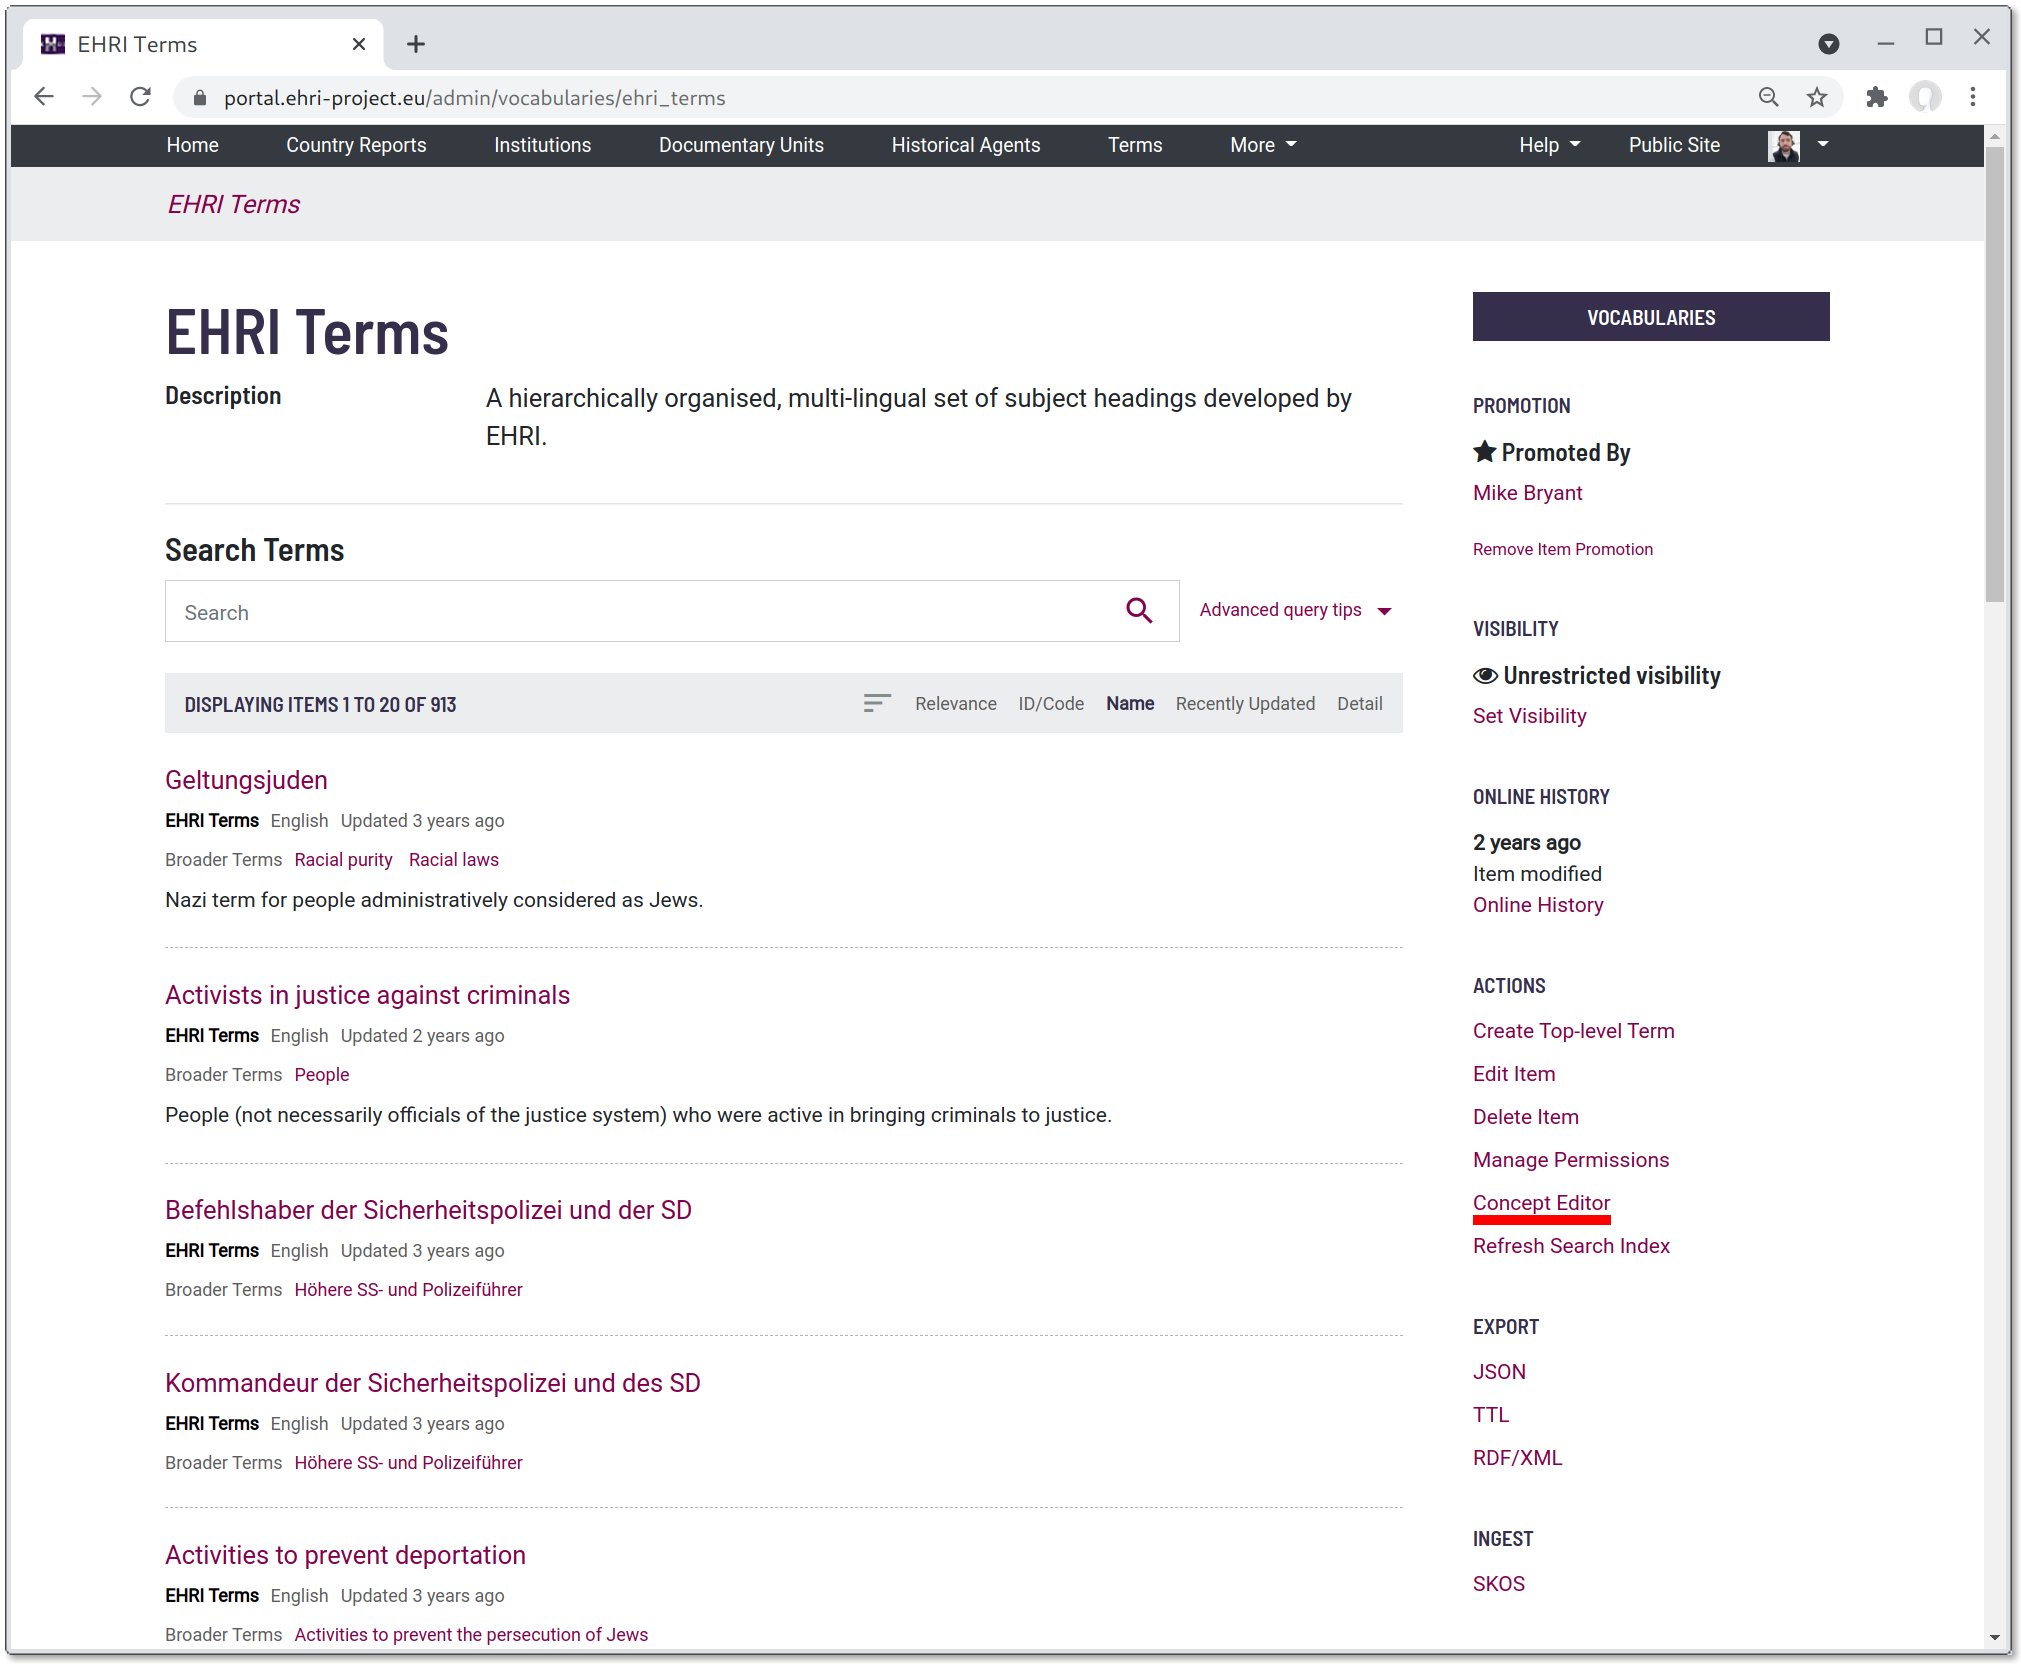 EHRI Terms
portal.ehri-project.eu/admin/vocabularies/ehri_terms
Home Country Reports Institutions Documentary Units Historical Agents Terms More Help Public Site
EHRI Terms
EHRI Terms
Description
A hierarchically organised, multi-lingual set of subject headings developed by
EHRI.
Search Terms
Search
Advanced query tips
DISPLAYING ITEMS 1 TO 20 OF 913
Relevance ID/Code Name Recently Updated Detail
Geltungsjuden
EHRI Terms English Updated 3 years ago
Broader Terms Racial purity Racial laws
Nazi term for people administratively considered as Jews.
Activists in justice against criminals
EHRI Terms English Updated 2 years ago
Broader Terms People
People (not necessarily officials of the justice system) who were active in bringing criminals to justice.
Befehlshaber der Sicherheitspolizei und der SD
EHRI Terms English Updated 3 years ago
Broader Terms Höhere SS- und Polizeiführer
Kommandeur der Sicherheitspolizei und des SD
EHRI Terms English Updated 3 years ago
Broader Terms Höhere SS- und Polizeiführer
Activities to prevent deportation
EHRI Terms English Updated 3 years ago
Broader Terms Activities to prevent the persecution of Jews
VOCABULARIES
PROMOTION
Promoted By
Mike Bryant
Remove Item Promotion
VISIBILITY
Unrestricted visibility
Set Visibility
ONLINE HISTORY
2 years ago
Item modified
Online History
ACTIONS
Create Top-level Term
Edit Item
Delete Item
Manage Permissions
Concept Editor
Refresh Search Index
EXPORT
JSON
TTL
RDF/XML
INGEST
SKOS